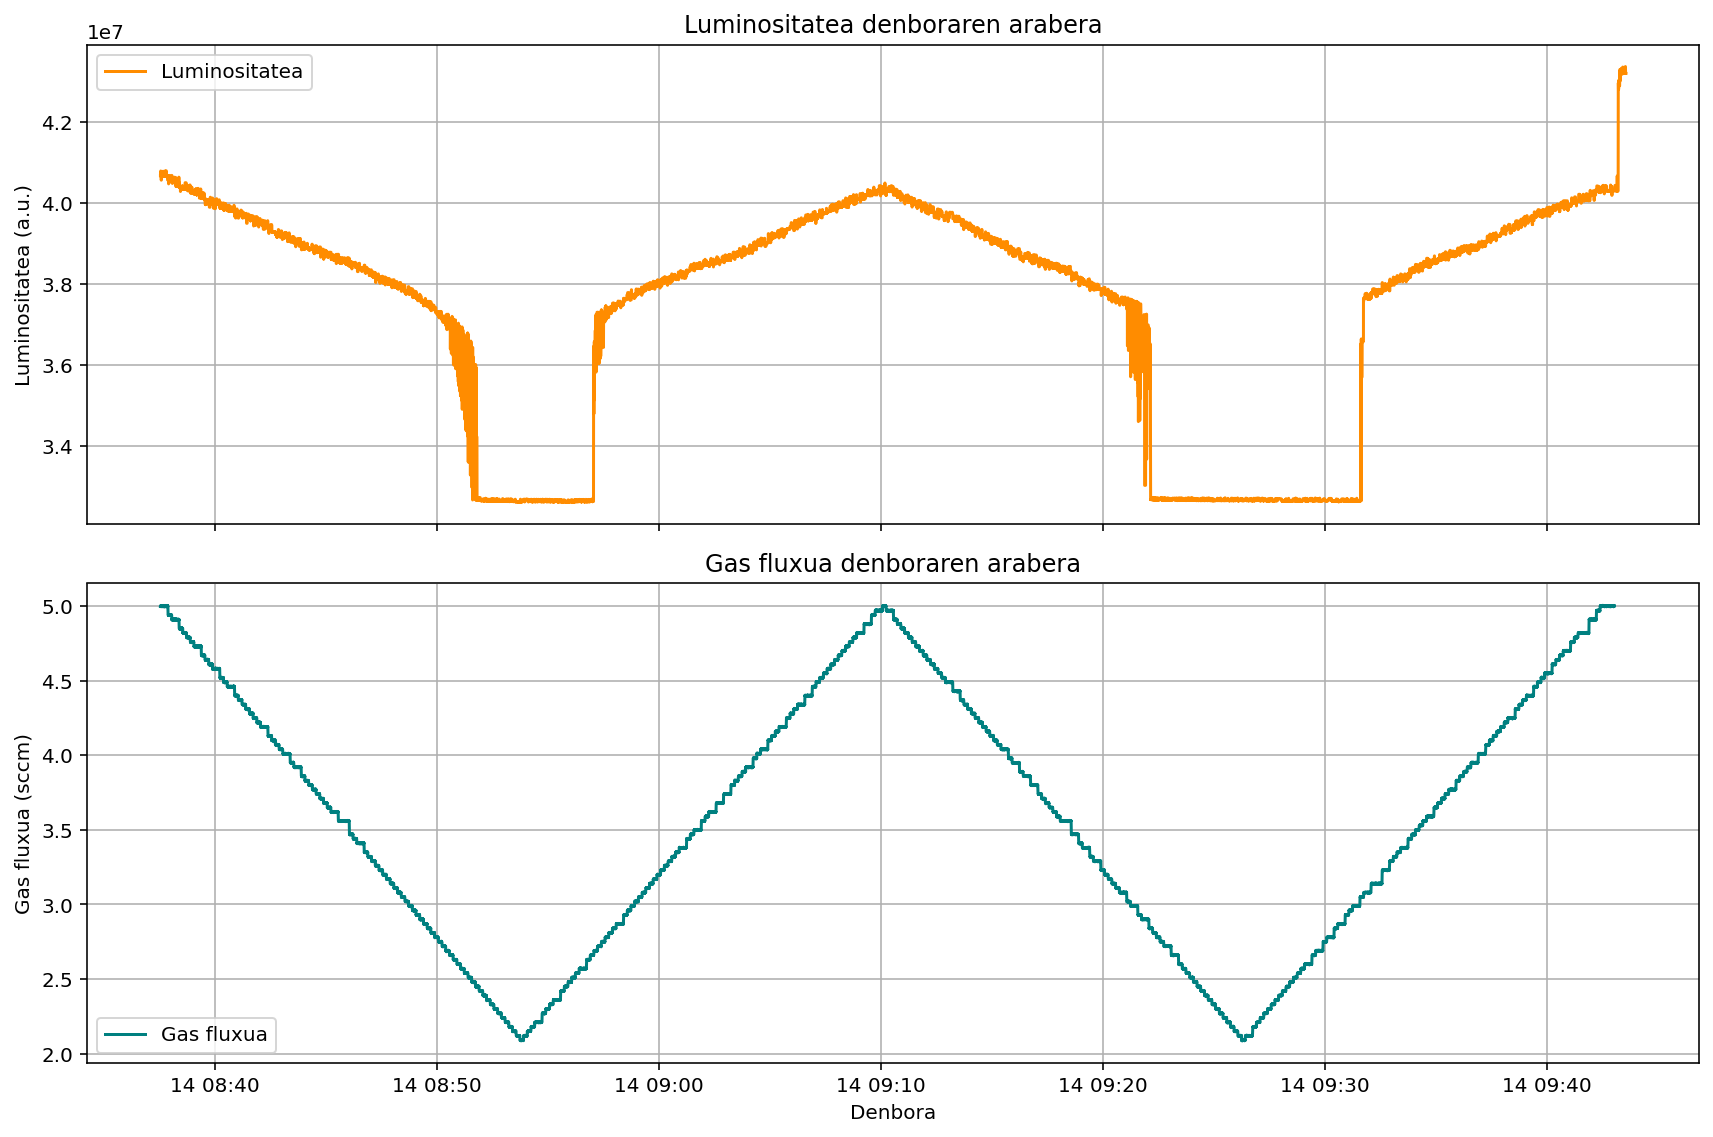 Luminositatea denboraren arabera
1e7
Luminositatea
4.2
4.0
3.8
3.6
3.4
Luminositatea (a.u.)
Gas fluxua denboraren arabera
5.0
4.5
4.0
3.5
3.0
2.5
2.0
Gas fluxua (sccm)
Gas fluxua
14 08:40 14 08:50 14 09:00 14 09:10 14 09:20 14 09:30 14 09:40
Denbora